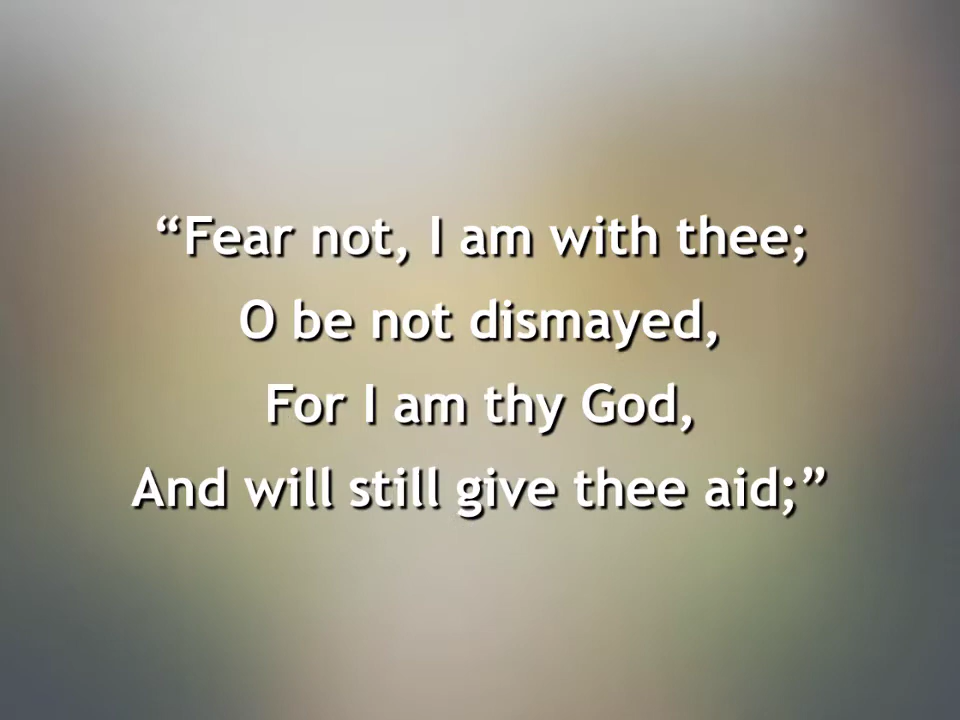 “Fear not, I am with thee;
O be not dismayed,
For I am thy God,
And will still give thee aid;”